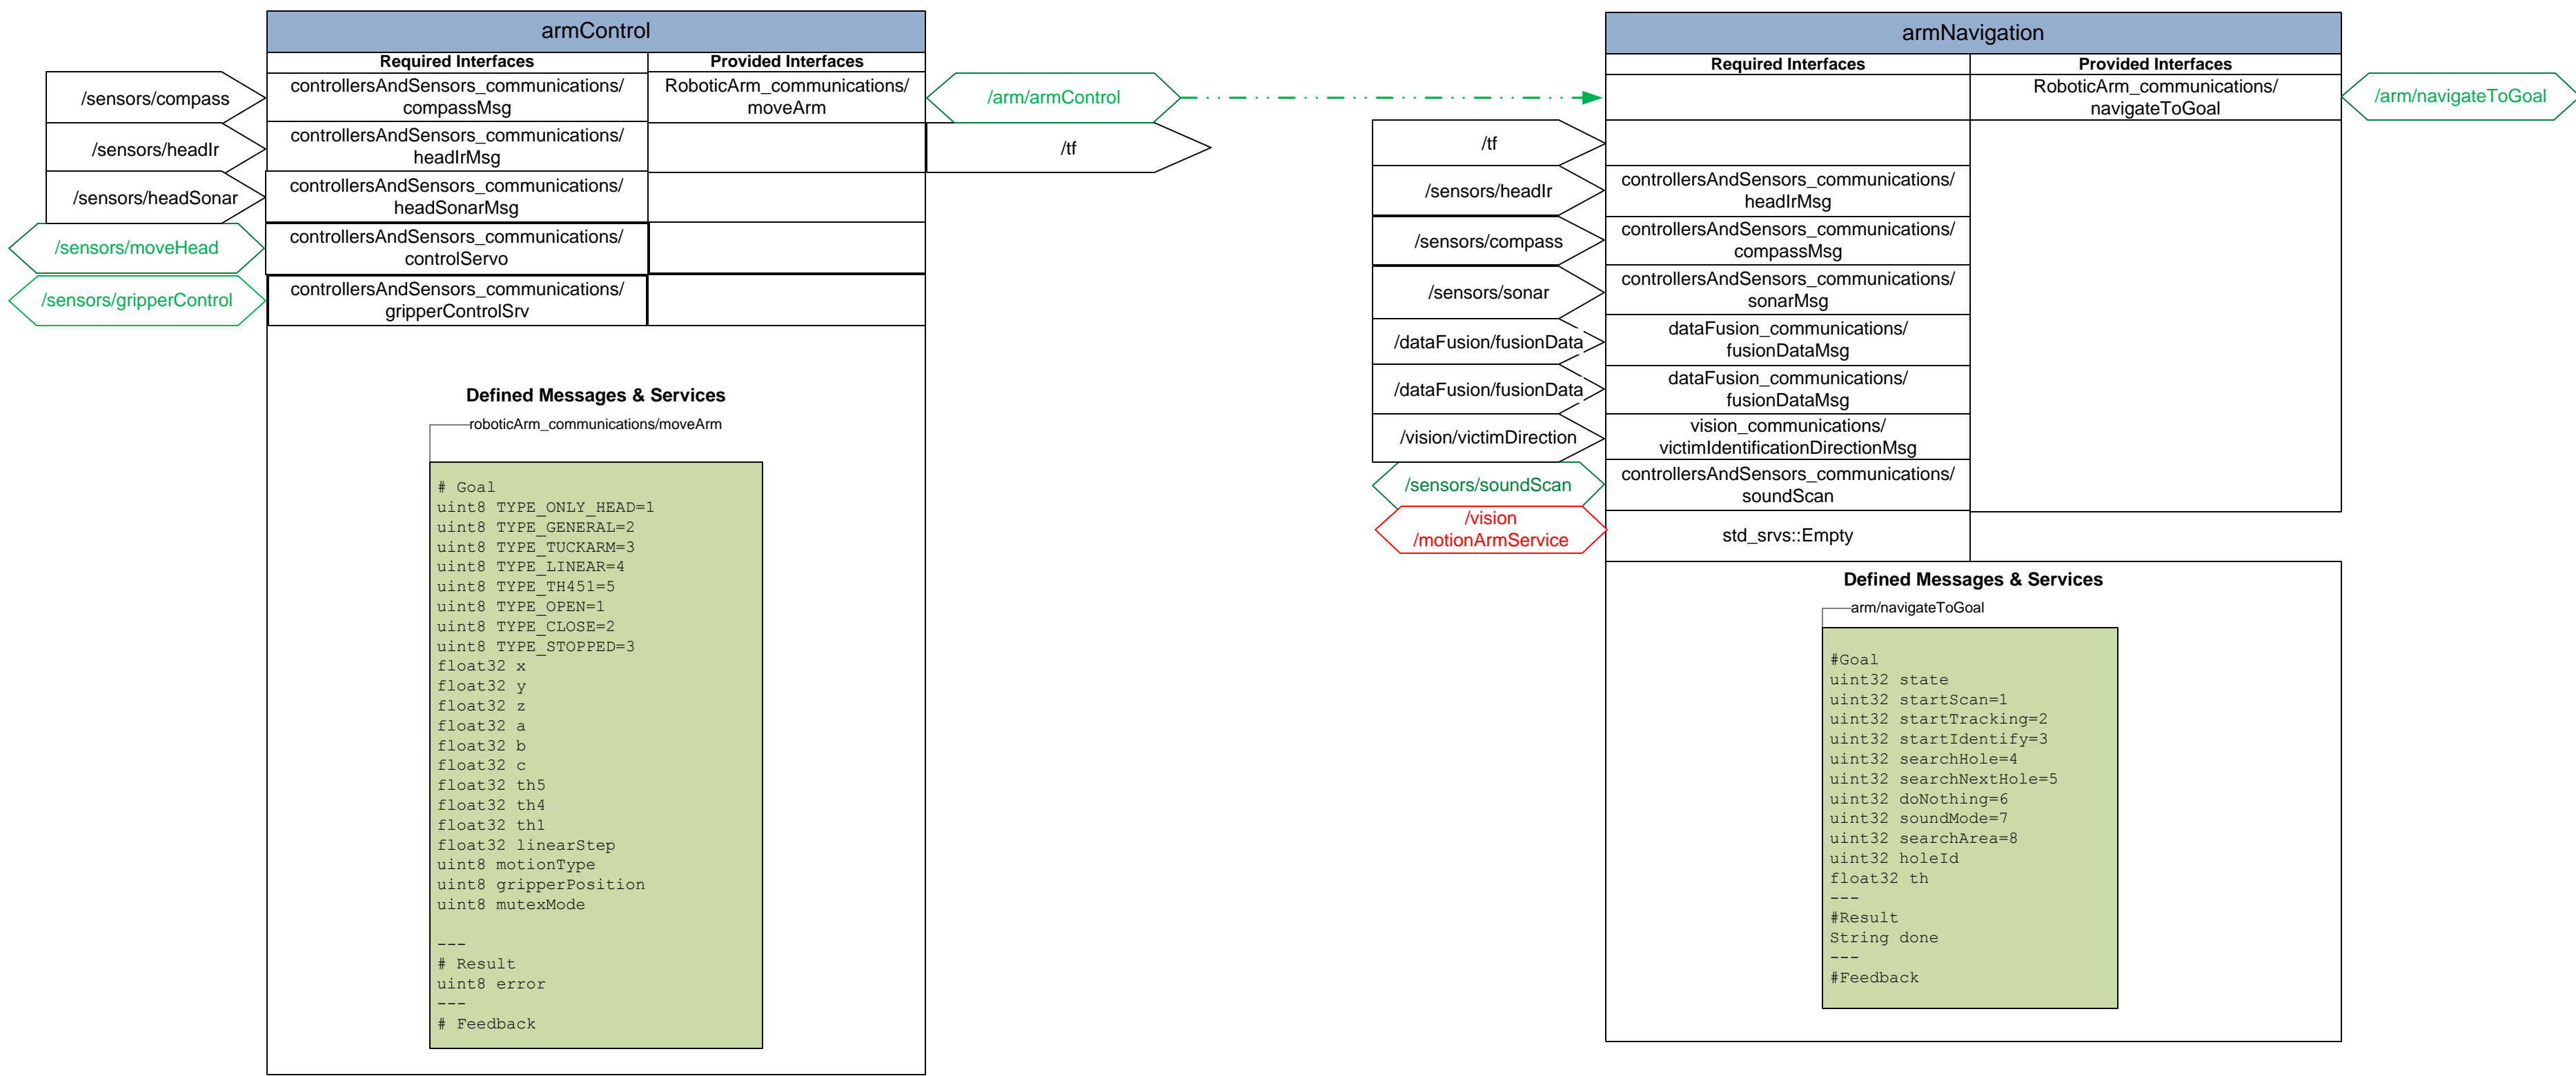 armControl
Required Interfaces
Provided Interfaces
/sensors/compass
controllersAndSensors_communications/
compassMsg
RoboticArm_communications/
moveArm
/arm/armControl
/sensors/headIr
controllersAndSensors_communications/
headIrMsg
/tf
/sensors/headSonar
controllersAndSensors_communications/
headSonarMsg
/sensors/moveHead
controllersAndSensors_communications/
controlServo
/sensors/gripperControl
controllersAndSensors_communications/
gripperControlSrv
Defined Messages & Services
roboticArm_communications/moveArm
# Goal
uint8 TYPE_ONLY_HEAD=1
uint8 TYPE_GENERAL=2
uint8 TYPE_TUCKARM=3
uint8 TYPE_LINEAR=4
uint8 TYPE_TH451=5
uint8 TYPE_OPEN=1
uint8 TYPE_CLOSE=2
uint8 TYPE_STOPPED=3
float32 x
float32 y
float32 z
float32 a
float32 b
float32 c
float32 th5
float32 th4
float32 th1
float32 linearStep
uint8 motionType
uint8 gripperPosition
uint8 mutexMode
---
# Result
uint8 error
---
# Feedback
armNavigation
Required Interfaces
Provided Interfaces
RoboticArm_communications/
navigateToGoal
/arm/navigateToGoal
/tf
/sensors/headIr
controllersAndSensors_communications/
headIrMsg
/sensors/compass
controllersAndSensors_communications/
compassMsg
/sensors/sonar
controllersAndSensors_communications/
sonarMsg
/dataFusion/fusionData
dataFusion_communications/
fusionDataMsg
/dataFusion/fusionData
dataFusion_communications/
fusionDataMsg
/vision/victimDirection
vision_communications/
victimIdentificationDirectionMsg
/sensors/soundScan
controllersAndSensors_communications/
soundScan
/vision
/motionArmService
std_srvs::Empty
Defined Messages & Services
arm/navigateToGoal
#Goal
uint32 state
uint32 startScan=1
uint32 startTracking=2
uint32 startIdentify=3
uint32 searchHole=4
uint32 searchNextHole=5
uint32 doNothing=6
uint32 soundMode=7
uint32 searchArea=8
uint32 holeId
float32 th
---
#Result
String done
---
#Feedback